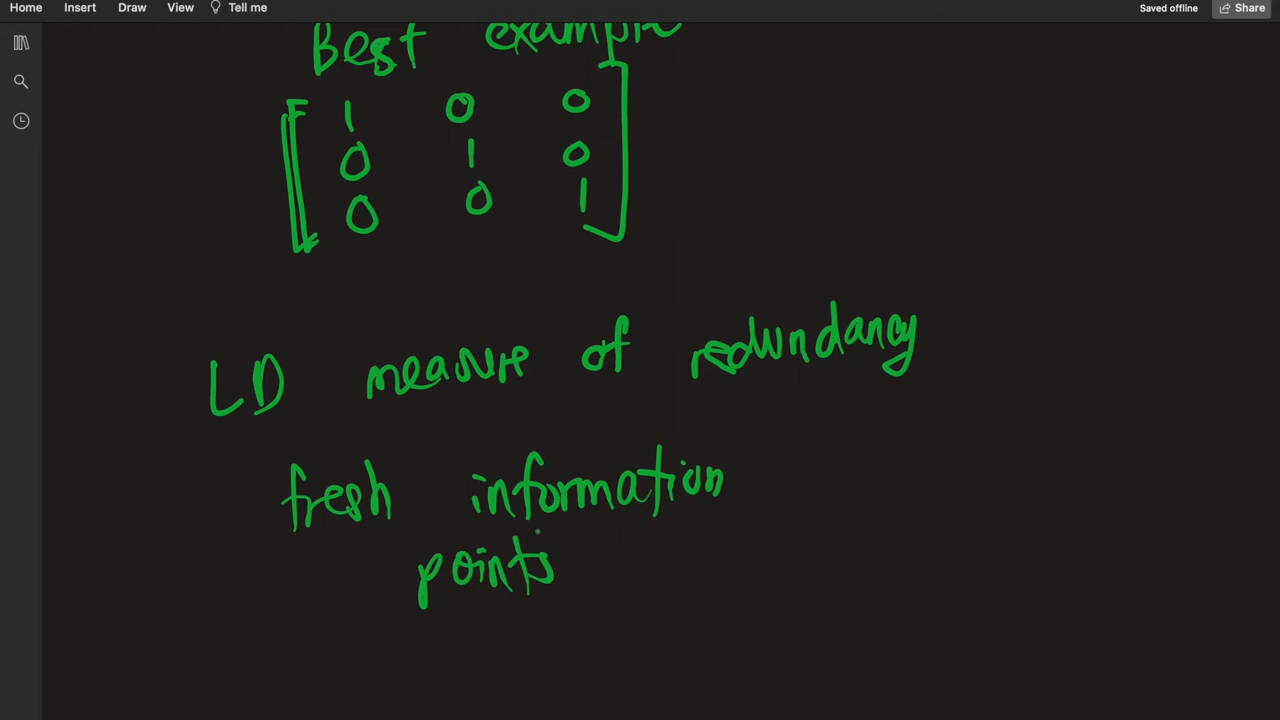 Home Insert Draw View Tell me Saved offline Share
Best example
1 0 0
0 1 0
0 0 1
LD measure of redundancy
fresh information
points